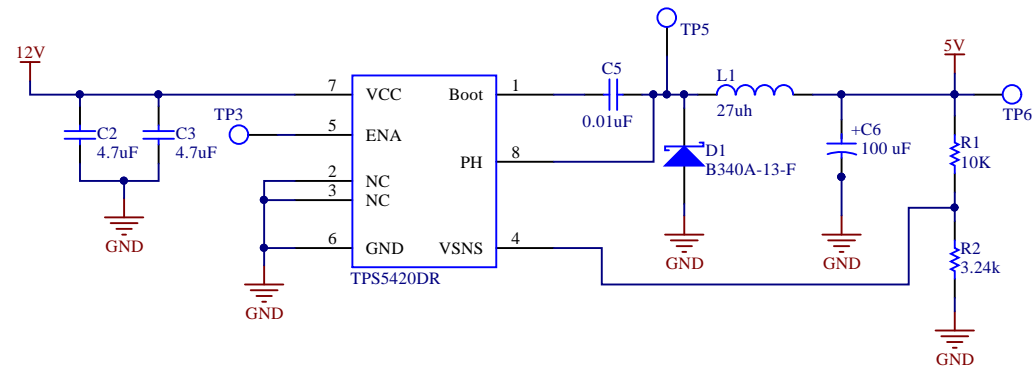 12V
C2
4.7uF
C3
4.7uF
GND
TP3
7
5
2
3
6
VCC
ENA
NC
NC
GND
Boot
PH
VSNS
1
8
4
TPS5420DR
GND
C5
0.01uF
TP5
L1
27uh
D1
B340A-13-F
GND
+C6
100 uF
GND
5V
TP6
R1
10K
R2
3.24k
GND